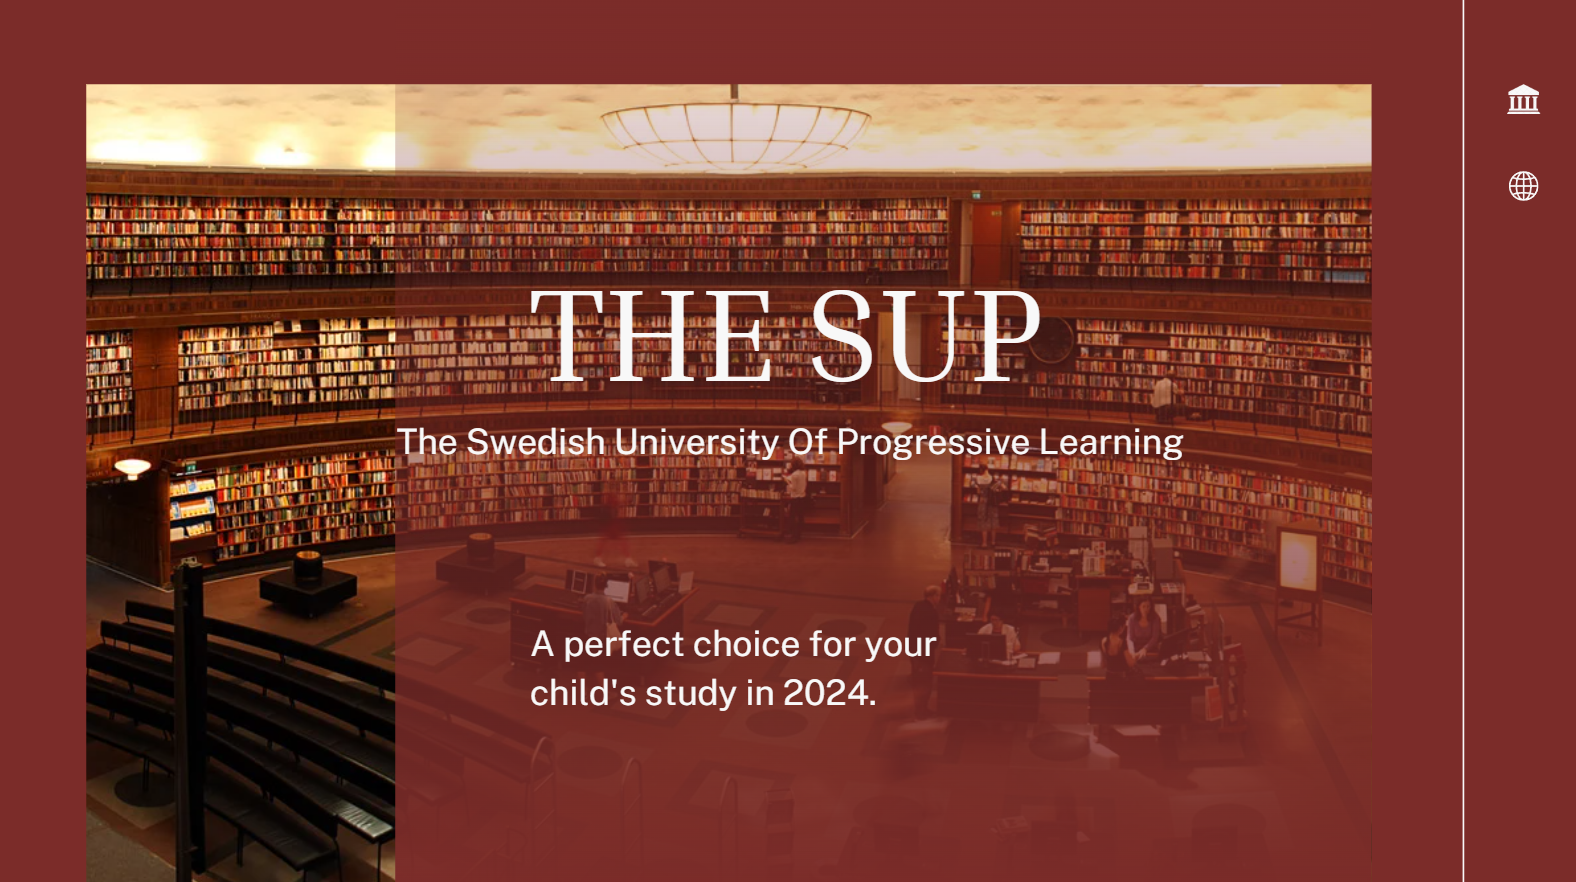 THE SUP
The Swedish University Of Progressive Learning
A perfect choice for your
child's study in 2024.